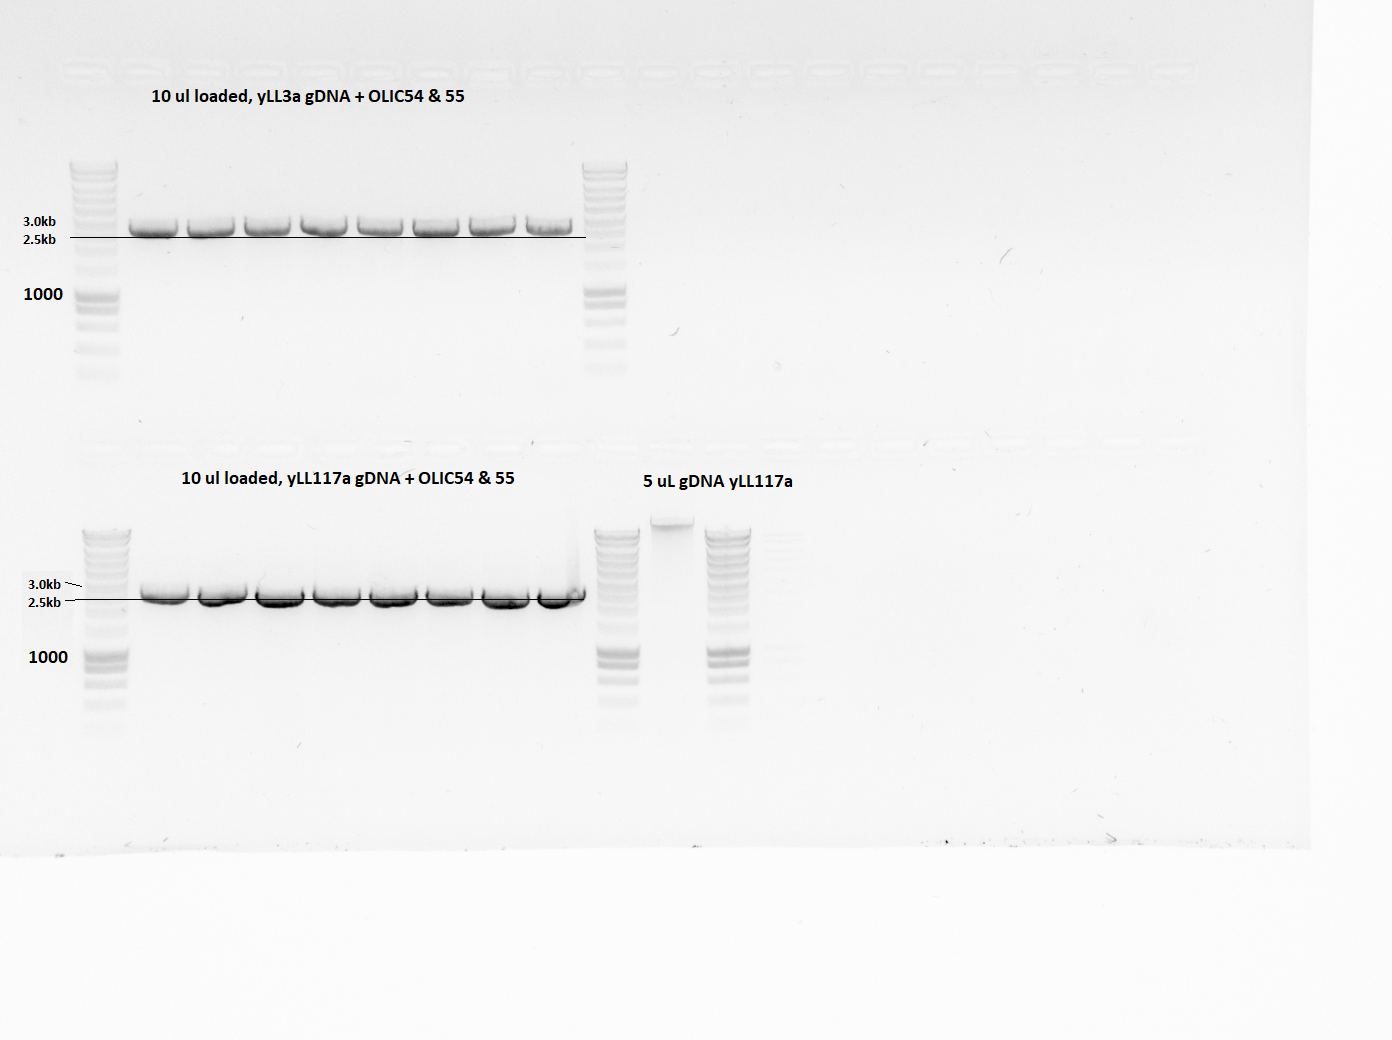 10 ul loaded, yLL3a gDNA + OLIC54 & 55
3.0kb
2.5kb
1000
10 ul loaded, yLL117a gDNA + OLIC54 & 55
5 uL gDNA yLL117a
3.0kb
2.5kb
1000